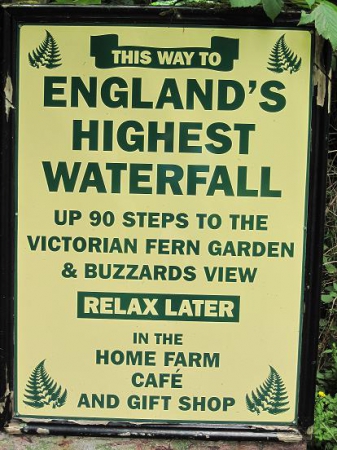 THIS WAY TO
ENGLAND'S
HIGHEST
WATERFALL
UP 90 STEPS TO THE
VICTORIAN FERN GARDEN
& BUZZARDS VIEW
RELAX LATER
IN THE
HOME FARM
CAFÉ
AND GIFT SHOP